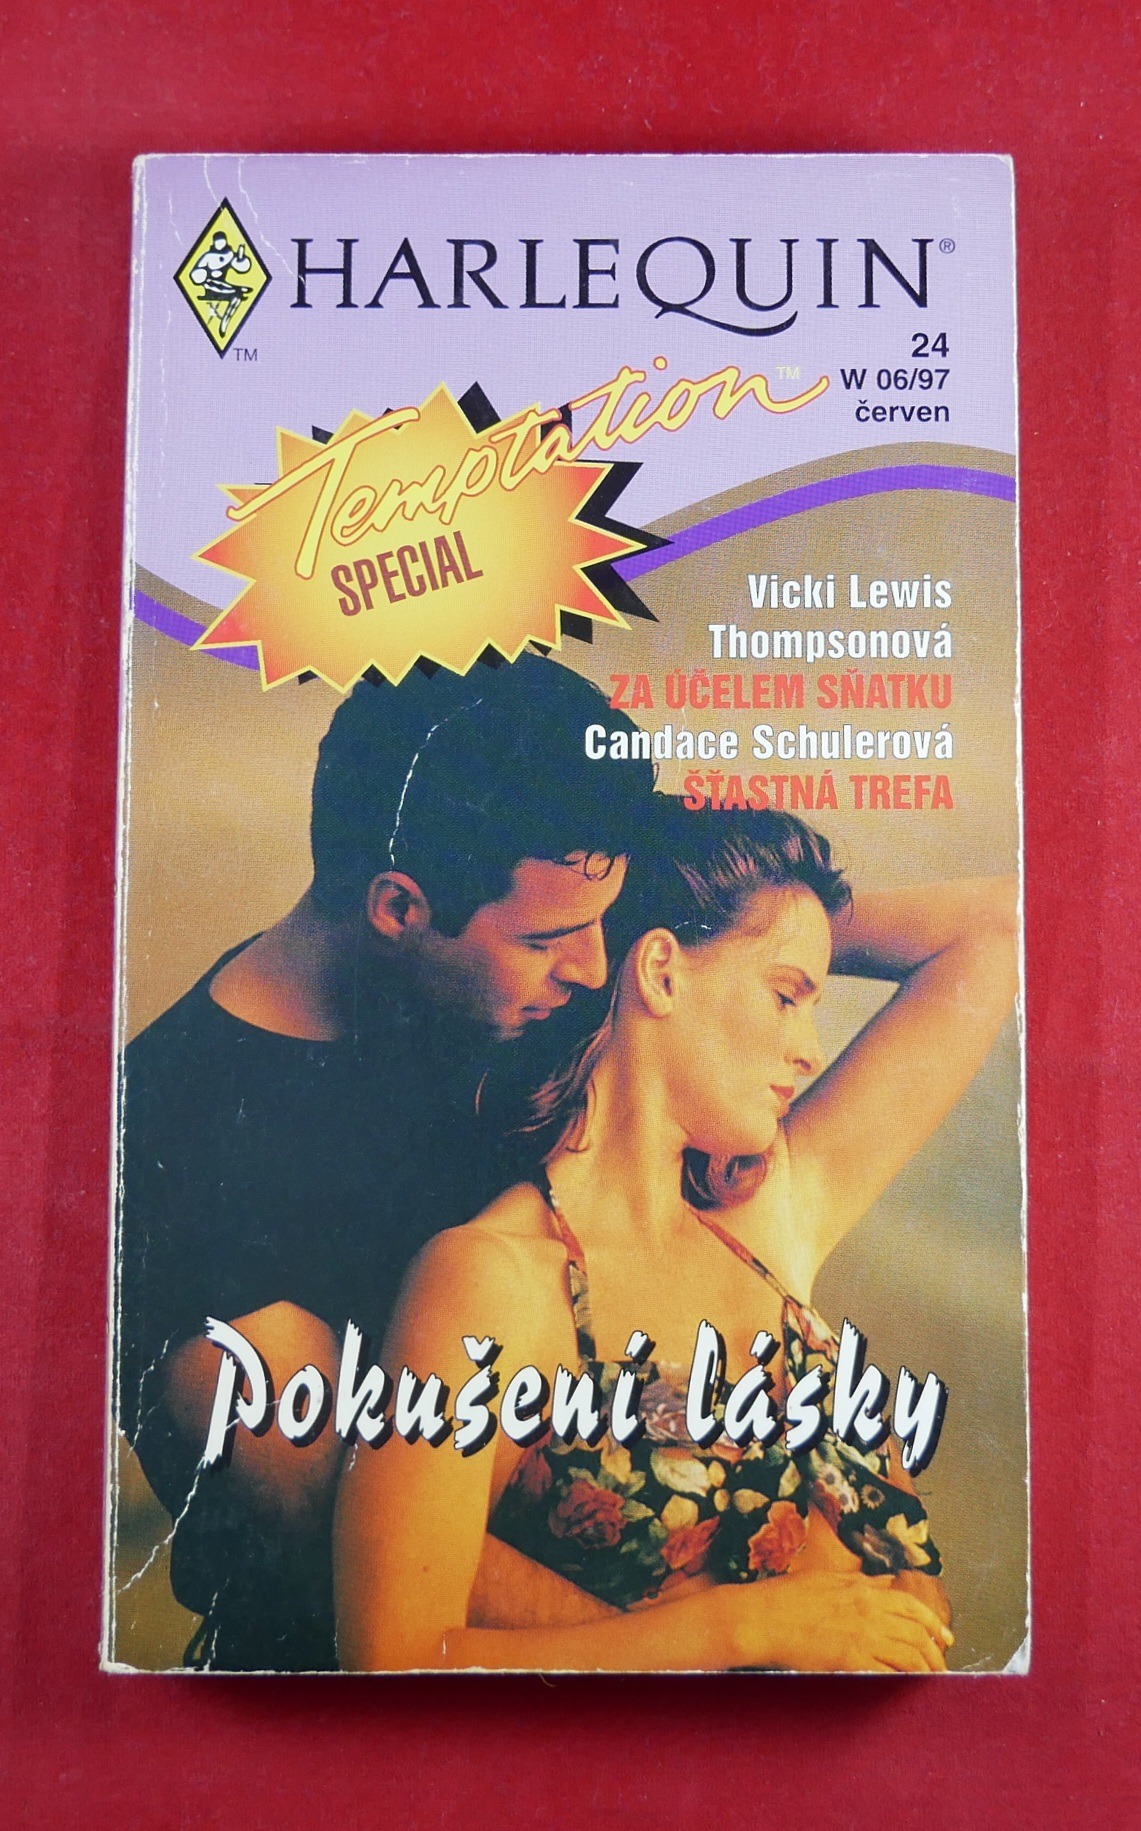 HARLEQUIN®
TM
24
W 06/97
červen
Temptation™
SPECIAL
Vicki Lewis
Thompsonová
ZA ÚČELEM SŇATKU
Candace Schulerová
ŠŤASTNÁ TREFA
Pokušení lásky